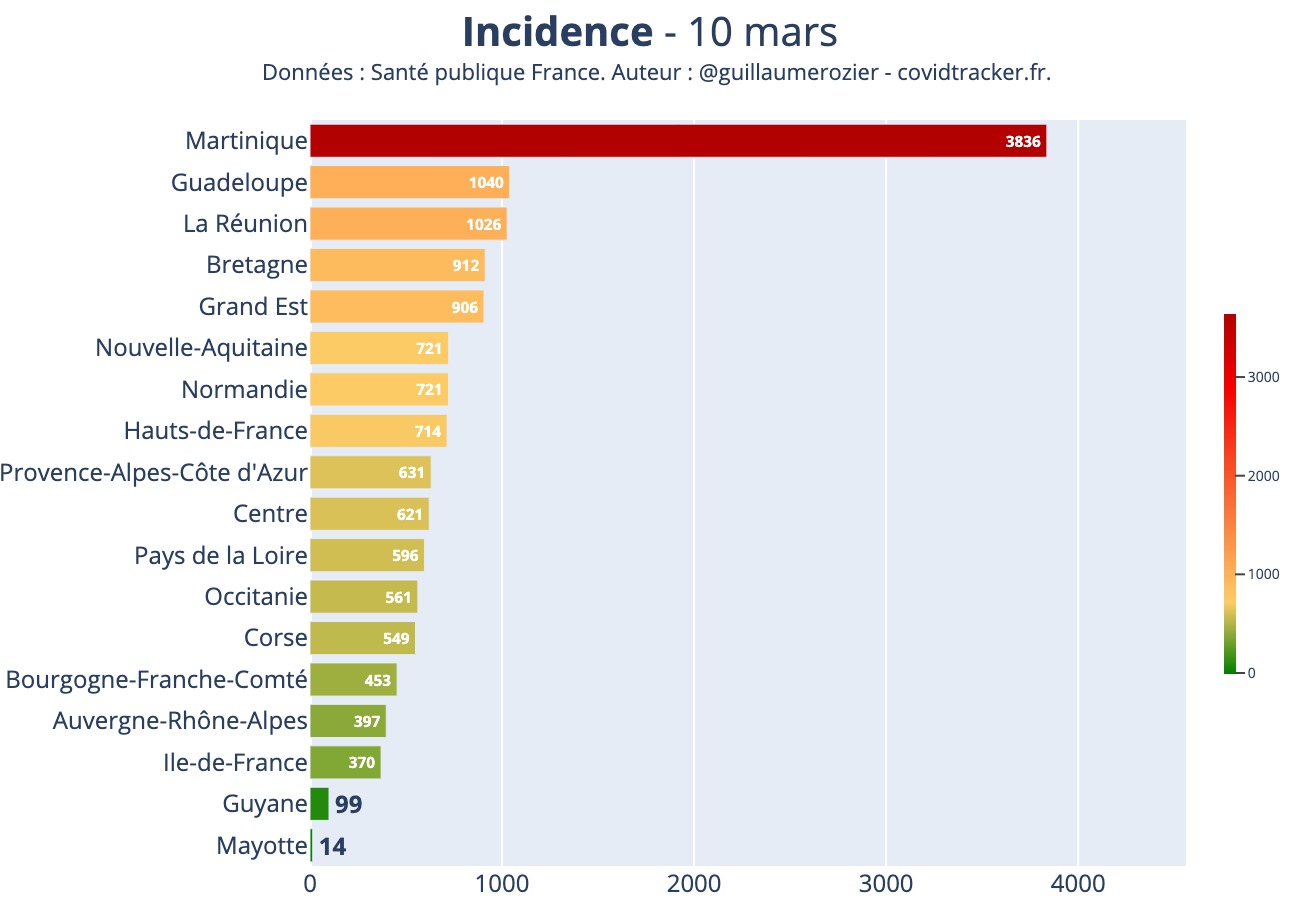 Incidence - 10 mars
Données : Santé publique France. Auteur : @guillaumerozier - covidtracker.fr.
Martinique 3836
Guadeloupe 1040
La Réunion 1026
Bretagne 912
Grand Est 906
Nouvelle-Aquitaine 721
Normandie 721
Hauts-de-France 714
Provence-Alpes-Côte d'Azur 631
Centre 621
Pays de la Loire 596
Occitanie 561
Corse 549
Bourgogne-Franche-Comté 453
Auvergne-Rhône-Alpes 397
Ile-de-France 370
Guyane 99
Mayotte 14
0 1000 2000 3000 4000
3000
2000
1000
0